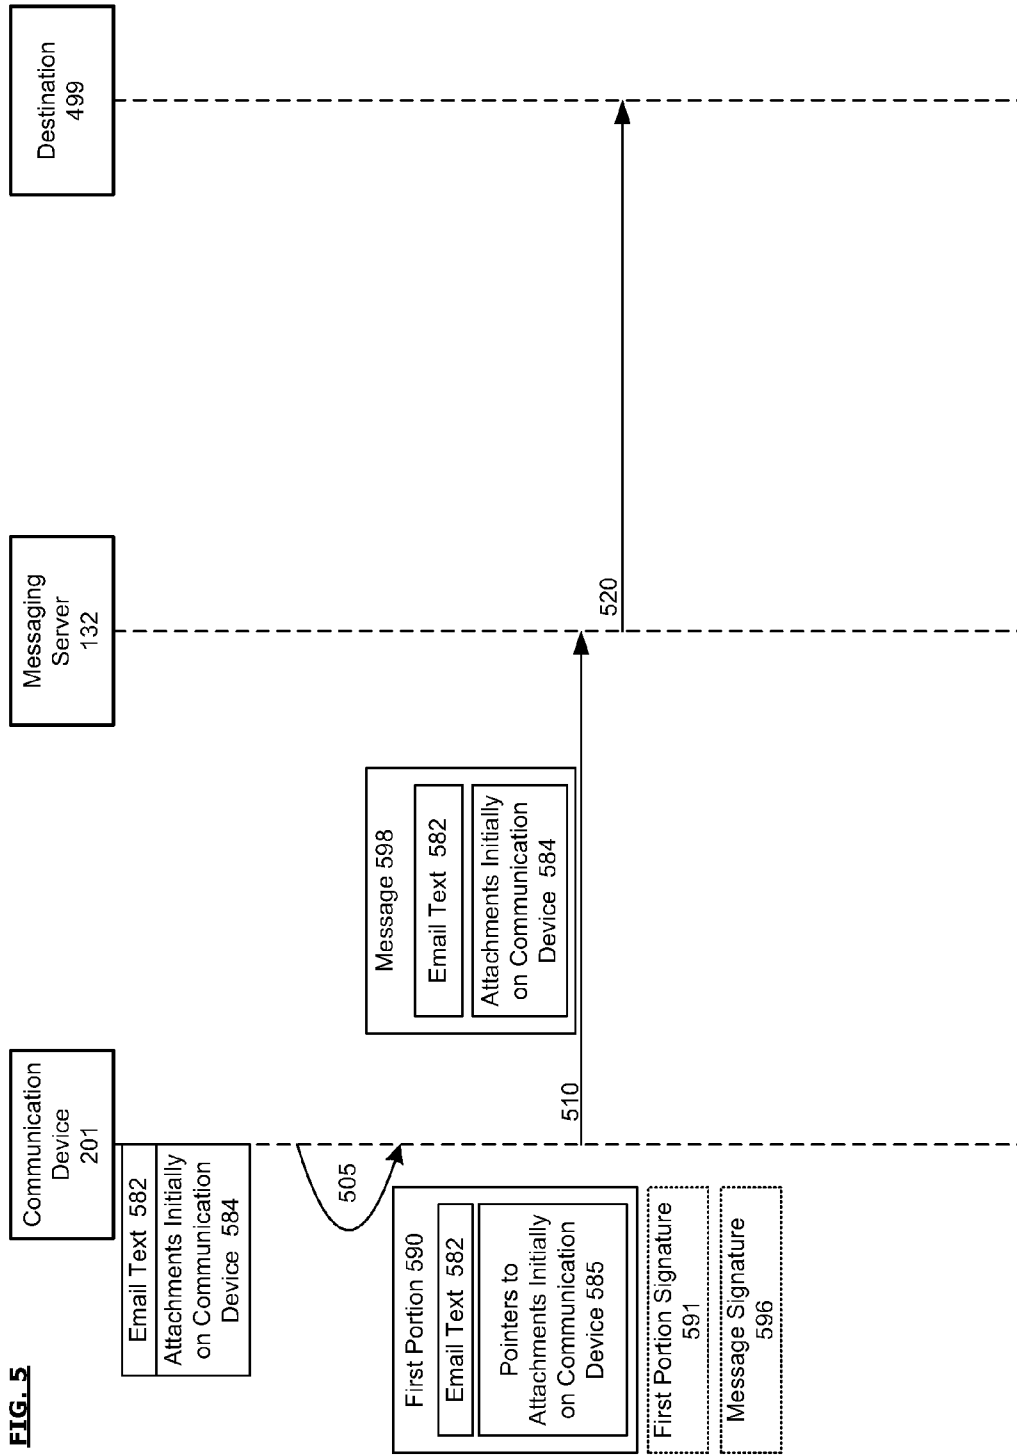 FIG. 5
Communication
Device
201
Messaging
Server
132
Destination
499
Email Text 582
Attachments Initially
on Communication
Device 584
505
First Portion 590
Email Text 582
Pointers to
Attachments Initially
on Communication
Device 585
First Portion Signature
591
Message Signature
596
Message 598
Email Text 582
Attachments Initially
on Communication
Device 584
510
520